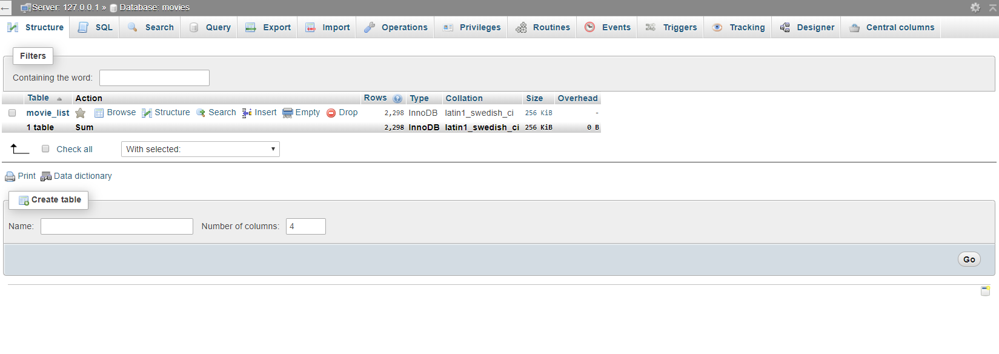 Server: 127.0.0.1 » Database: movies
Structure SQL Search Query Export Import Operations Privileges Routines Events Triggers Tracking Designer Central columns
Filters
Containing the word:
Table Action Rows Type Collation Size Overhead
movie_list Browse Structure Search Insert Empty Drop 2,298 InnoDB latin1_swedish_ci 256 KiB -
1 table Sum 2,298 InnoDB latin1_swedish_ci 256 KiB 0 B
Check all With selected:
Print Data dictionary
Create table
Name: Number of columns: 4
Go